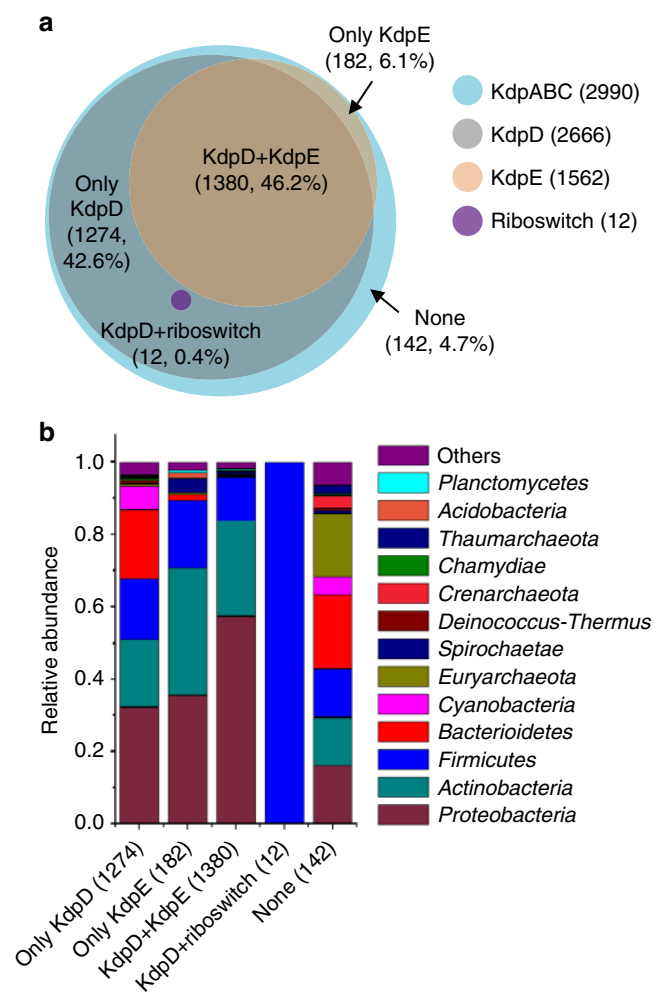 a
Only KdpE
(182, 6.1%)
KdpABC (2990)
KdpD (2666)
KdpE (1562)
Riboswitch (12)
KdpD+KdpE
(1380, 46.2%)
Only
KdpD
(1274,
42.6%)
KdpD+riboswitch
(12, 0.4%)
None
(142, 4.7%)
b
Relative abundance
1.0
0.8
0.6
0.4
0.2
0.0
Only KdpD (1274)
Only KdpE (182)
KdpD+KdpE (1380)
KdpD+riboswitch (12)
None (142)
Others
Planctomycetes
Acidobacteria
Thaumarchaeota
Chamydiae
Crenarchaeota
Deinococcus-Thermus
Spirochaetae
Euryarchaeota
Cyanobacteria
Bacterioidetes
Firmicutes
Actinobacteria
Proteobacteria